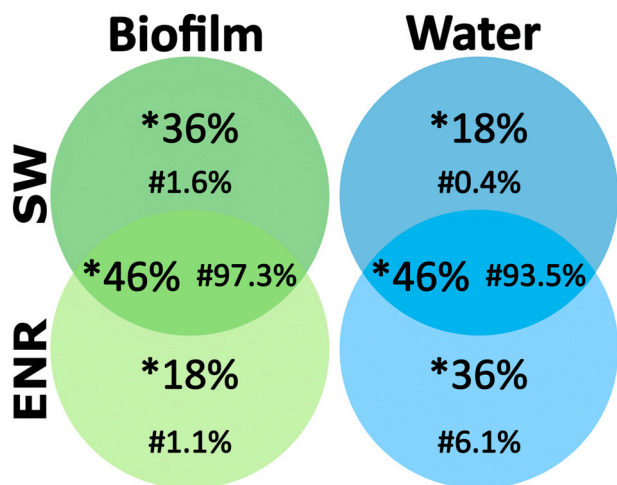 Biofilm Water
SW
*36% *18%
#1.6% #0.4%
*46% #97.3% *46% #93.5%
ENR
*18% *36%
#1.1% #6.1%